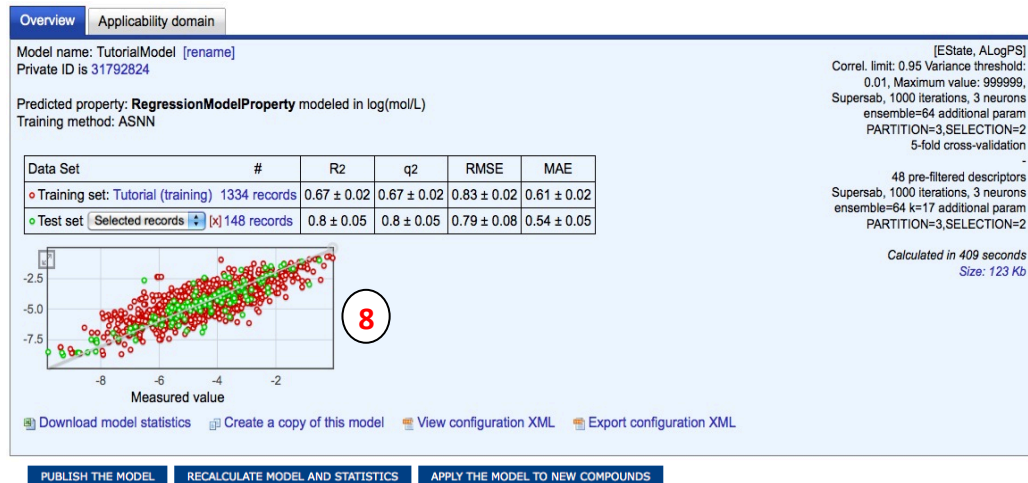 Overview Applicability domain
Model name: TutorialModel [rename]
Private ID is 31792824
Predicted property: RegressionModelProperty modeled in log(mol/L)
Training method: ASNN
[EState, ALogPS]
Correl. limit: 0.95 Variance threshold:
0.01, Maximum value: 999999,
Supersab, 1000 iterations, 3 neurons
ensemble=64 additional param
PARTITION=3,SELECTION=2
5-fold cross-validation
-
48 pre-filtered descriptors
Supersab, 1000 iterations, 3 neurons
ensemble=64 k=17 additional param
PARTITION=3,SELECTION=2
Calculated in 409 seconds
Size: 123 Kb
Data Set # R2 q2 RMSE MAE
Training set: Tutorial (training) 1334 records 0.67 ± 0.02 0.67 ± 0.02 0.83 ± 0.02 0.61 ± 0.02
Test set Selected records [x] 148 records 0.8 ± 0.05 0.8 ± 0.05 0.79 ± 0.08 0.54 ± 0.05
-2.5
-5.0
-7.5
-8 -6 -4 -2
Measured value
8
Download model statistics Create a copy of this model View configuration XML Export configuration XML
PUBLISH THE MODEL RECALCULATE MODEL AND STATISTICS APPLY THE MODEL TO NEW COMPOUNDS